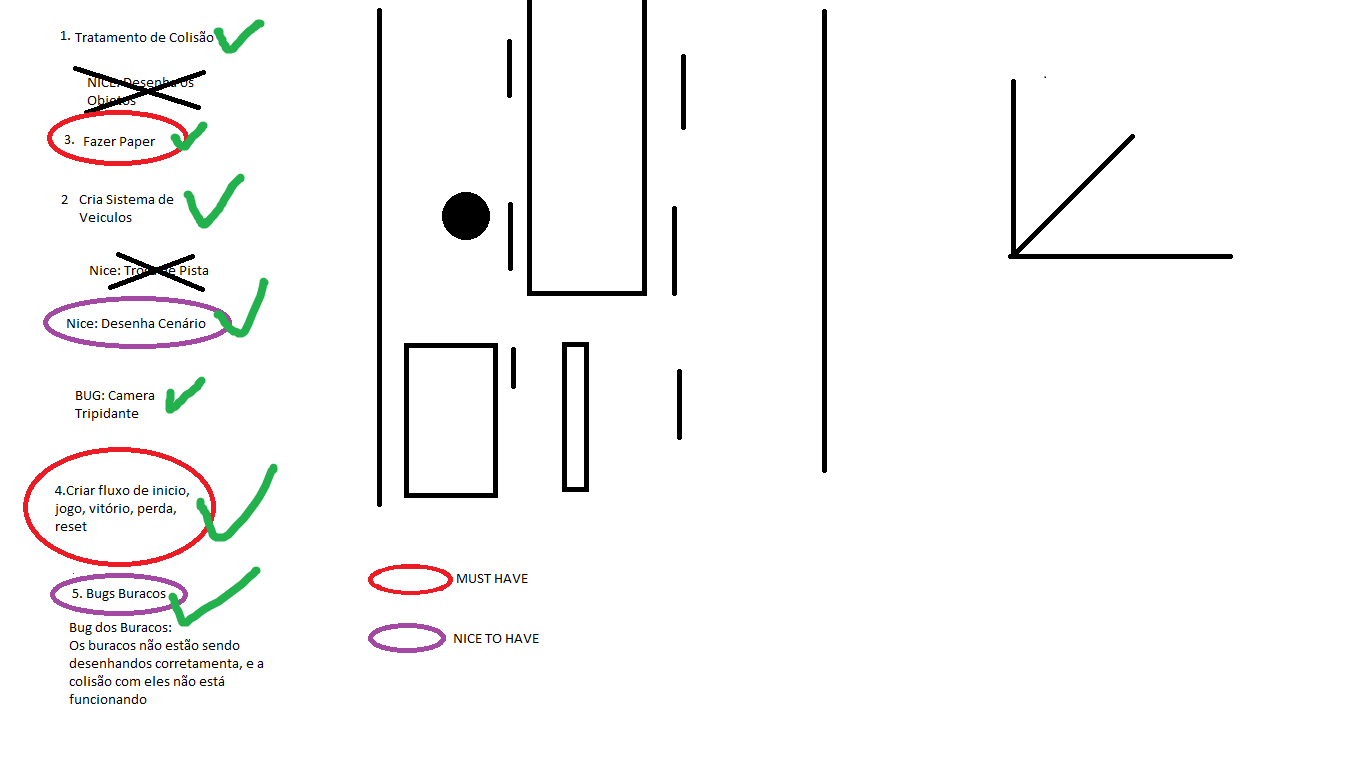 1. Tratamento de Colisão
NICE: Desenha os
Objetos
3. Fazer Paper
2 Cria Sistema de
Veiculos
Nice: Troca de Pista
Nice: Desenha Cenário
BUG: Camera
Tripidante
4.Criar fluxo de inicio,
jogo, vitório, perda,
reset
5. Bugs Buracos
Bug dos Buracos:
Os buracos não estão sendo
desenhandos corretamenta, e a
colisão com eles não está
funcionando
MUST HAVE
NICE TO HAVE